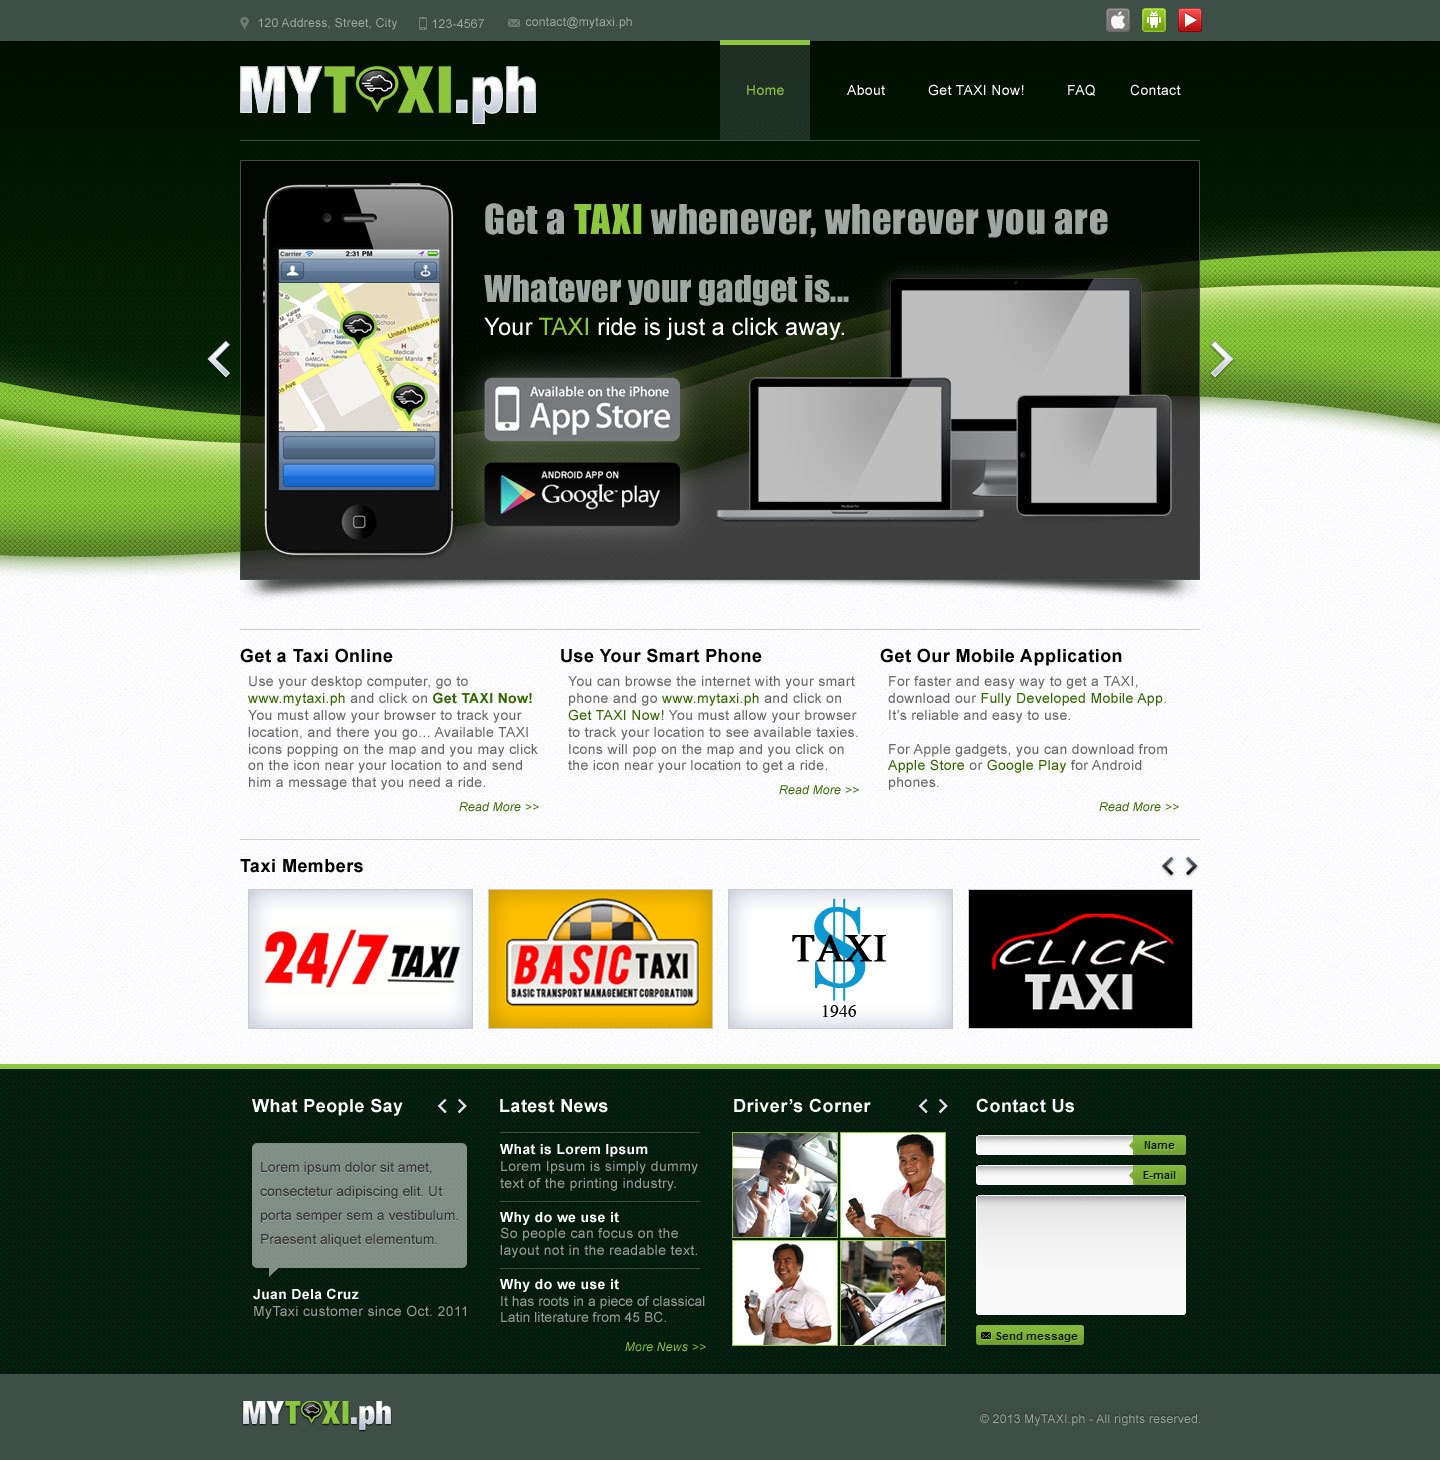 120 Address, Street, City
123-4567
contact@mytaxi.ph
MYTAXI.ph
Home
About
Get TAXI Now!
FAQ
Contact
Get a TAXI whenever, wherever you are
Whatever your gadget is...
Your TAXI ride is just a click away.
Carrier
2:31 PM
United Nations Ave
Medical
Center Manila
GAMCA
Philippines
Taft Ave
Available on the iPhone
App Store
ANDROID APP ON
Google play
Get a Taxi Online
Use your desktop computer, go to
www.mytaxi.ph and click on Get TAXI Now!
You must allow your browser to track your
location, and there you go... Available TAXI
icons popping on the map and you may click
on the icon near your location to and send
him a message that you need a ride.
Read More >>
Use Your Smart Phone
You can browse the internet with your smart
phone and go www.mytaxi.ph and click on
Get TAXI Now! You must allow your browser
to track your location to see available taxies.
Icons will pop on the map and you click on
the icon near your location to get a ride.
Read More >>
Get Our Mobile Application
For faster and easy way to get a TAXI,
download our Fully Developed Mobile App.
It's reliable and easy to use.
For Apple gadgets, you can download from
Apple Store or Google Play for Android
phones.
Read More >>
Taxi Members
24/7 TAXI
BASIC TAXI
BASIC TRANSPORT MANAGEMENT CORPORATION
$
TAXI
1946
CLICK
TAXI
What People Say
Lorem ipsum dolor sit amet,
consectetur adipiscing elit. Ut
porta semper sem a vestibulum.
Praesent aliquet elementum.
Juan Dela Cruz
MyTaxi customer since Oct. 2011
Latest News
What is Lorem Ipsum
Lorem Ipsum is simply dummy
text of the printing industry.
Why do we use it
So people can focus on the
layout not in the readable text.
Why do we use it
It has roots in a piece of classical
Latin literature from 45 BC.
More News >>
Driver's Corner
Contact Us
Name
E-mail
Send message
MYTAXI.ph
© 2013 MyTAXI.ph - All rights reserved.